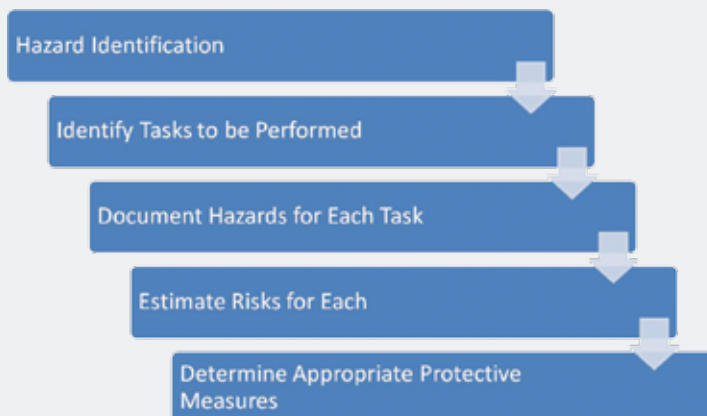 Hazard Identification
Identify Tasks to be Performed
Document Hazards for Each Task
Estimate Risks for Each
Determine Appropriate Protective
Measures